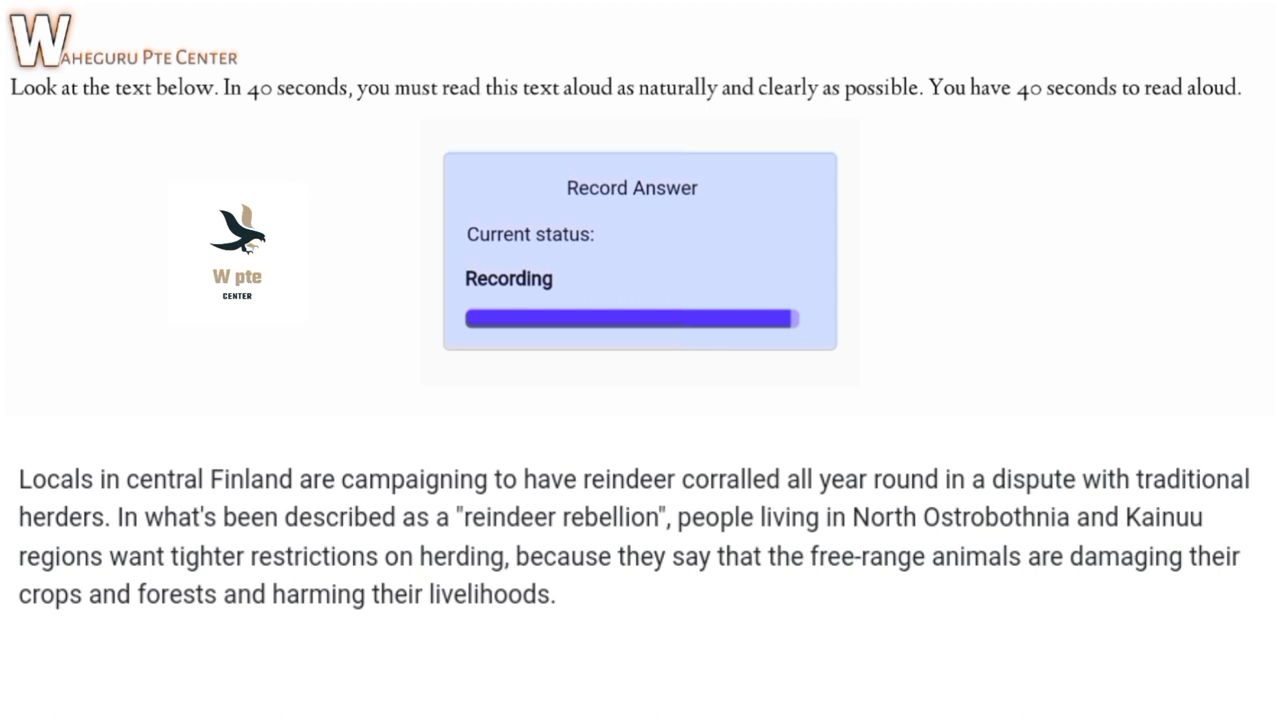 WAHEGURU PTE CENTER
Look at the text below. In 40 seconds, you must read this text aloud as naturally and clearly as possible. You have 40 seconds to read aloud.
Record Answer
Current status:
Recording
W pte
CENTER
Locals in central Finland are campaigning to have reindeer corralled all year round in a dispute with traditional
herders. In what's been described as a "reindeer rebellion", people living in North Ostrobothnia and Kainuu
regions want tighter restrictions on herding, because they say that the free-range animals are damaging their
crops and forests and harming their livelihoods.